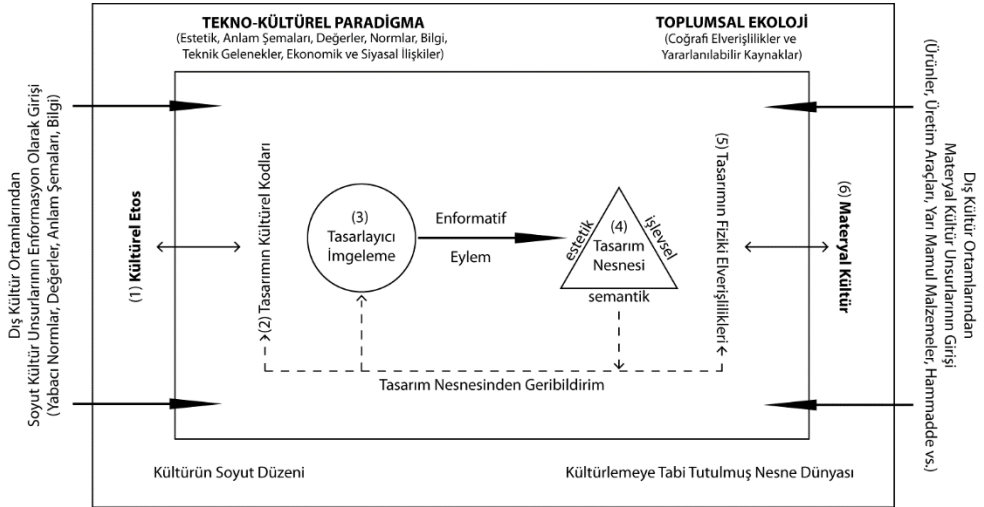 TEKNO-KÜLTÜREL PARADİGMA
(Estetik, Anlam Şemaları, Değerler, Normlar, Bilgi,
Teknik Gelenekler, Ekonomik ve Siyasal İlişkiler)
TOPLUMSAL EKOLOJİ
(Coğrafi Elverişlilikler ve
Yararlanılabilir Kaynaklar)
Dış Kültür Ortamlarından
Soyut Kültür Unsurlarının Enformasyon Olarak Girişi
(Yabacı Normlar, Değerler, Anlam Şemaları, Bilgi)
(1) Kültürel Etos
(2) Tasarımın Kültürel Kodları
(3)
Tasarlayıcı
İmgeleme
Enformatif
Eylem
estetik
işlevsel
(4)
Tasarım
Nesnesi
semantik
(5) Tasarımın Fiziki Elverişlilikleri
(6) Materyal Kültür
Dış Kültür Ortamlarından
Materyal Kültür Unsurlarının Girişi
(Ürünler, Üretim Araçları, Yarı Mamul Malzemeler, Hammadde vs.)
Tasarım Nesnesinden Geribildirim
Kültürün Soyut Düzeni
Kültürlemeye Tabi Tutulmuş Nesne Dünyası